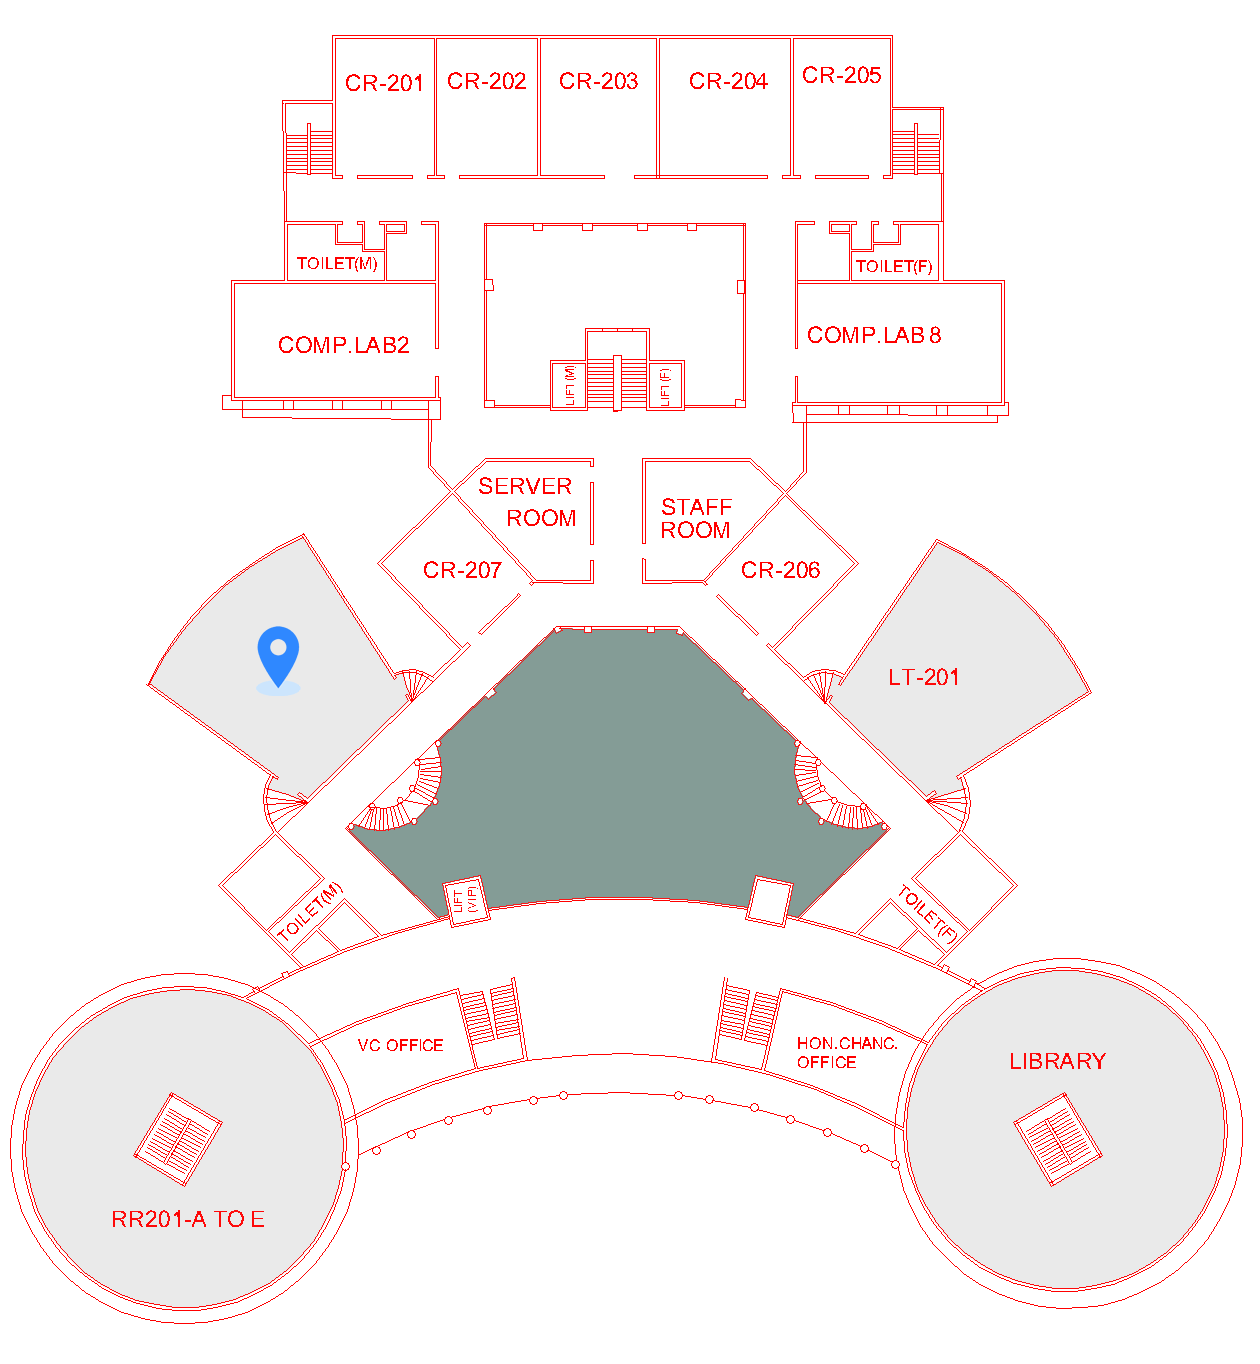 CR-201
CR-202
CR-203
CR-204
CR-205
TOILET(M)
TOILET(F)
COMP.LAB2
COMP.LAB 8
LIFT(M)
LIFT(F)
SERVER
ROOM
STAFF
ROOM
CR-207
CR-206
LT-201
TOILET(M)
LIFT
(VIP)
TOILET(F)
VC OFFICE
HON.CHANC.
OFFICE
LIBRARY
RR201-A TO E